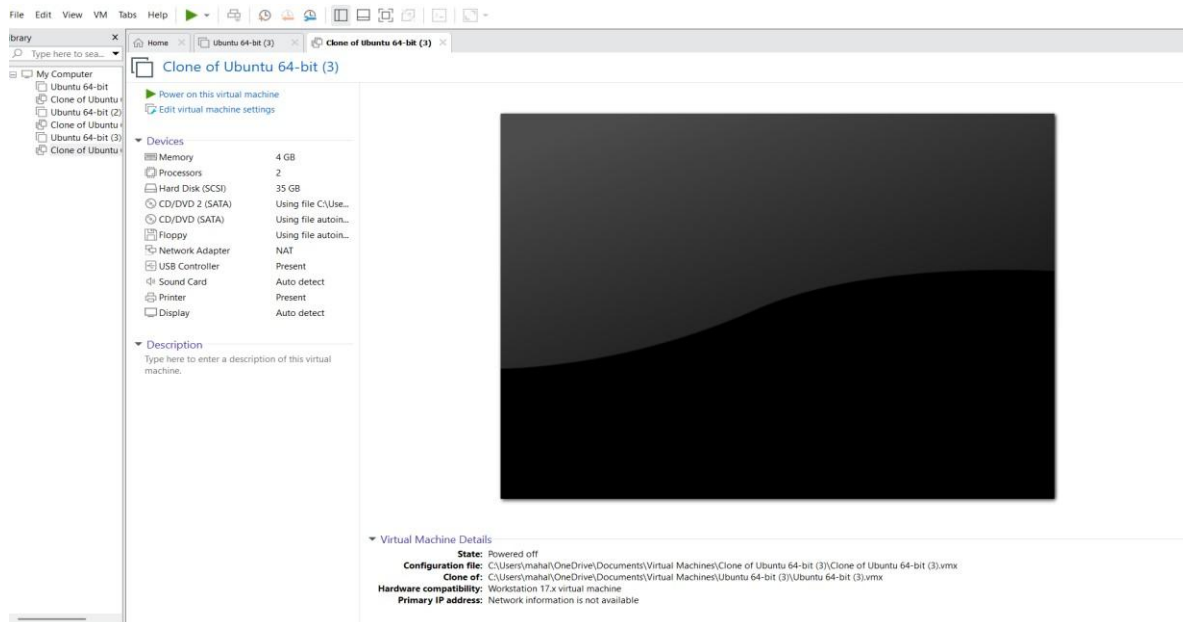 File Edit View VM Tabs Help
ibrary X
Type here to sea...
Home Ubuntu 64-bit (3) Clone of Ubuntu 64-bit (3)
My Computer
Ubuntu 64-bit
Clone of Ubuntu
Ubuntu 64-bit (2)
Clone of Ubuntu
Ubuntu 64-bit (3)
Clone of Ubuntu
Clone of Ubuntu 64-bit (3)
Power on this virtual machine
Edit virtual machine settings
Devices
Memory 4 GB
Processors 2
Hard Disk (SCSI) 35 GB
CD/DVD 2 (SATA) Using file C:\Use...
CD/DVD (SATA) Using file autoin...
Floppy Using file autoin...
Network Adapter NAT
USB Controller Present
Sound Card Auto detect
Printer Present
Display Auto detect
Description
Type here to enter a description of this virtual
machine.
Virtual Machine Details
State: Powered off
Configuration file: C:\Users\mahal\OneDrive\Documents\Virtual Machines\Clone of Ubuntu 64-bit (3)\Clone of Ubuntu 64-bit (3).vmx
Clone of: C:\Users\mahal\OneDrive\Documents\Virtual Machines\Ubuntu 64-bit (3)\Ubuntu 64-bit (3).vmx
Hardware compatibility: Workstation 17.x virtual machine
Primary IP address: Network information is not available